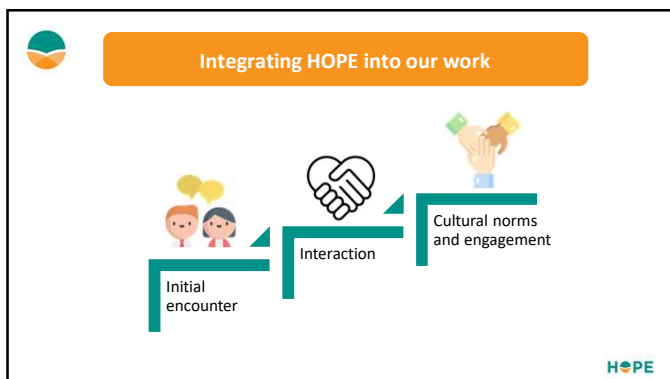 Integrating HOPE into our work
Initial
encounter
Interaction
Cultural norms
and engagement
HOPE